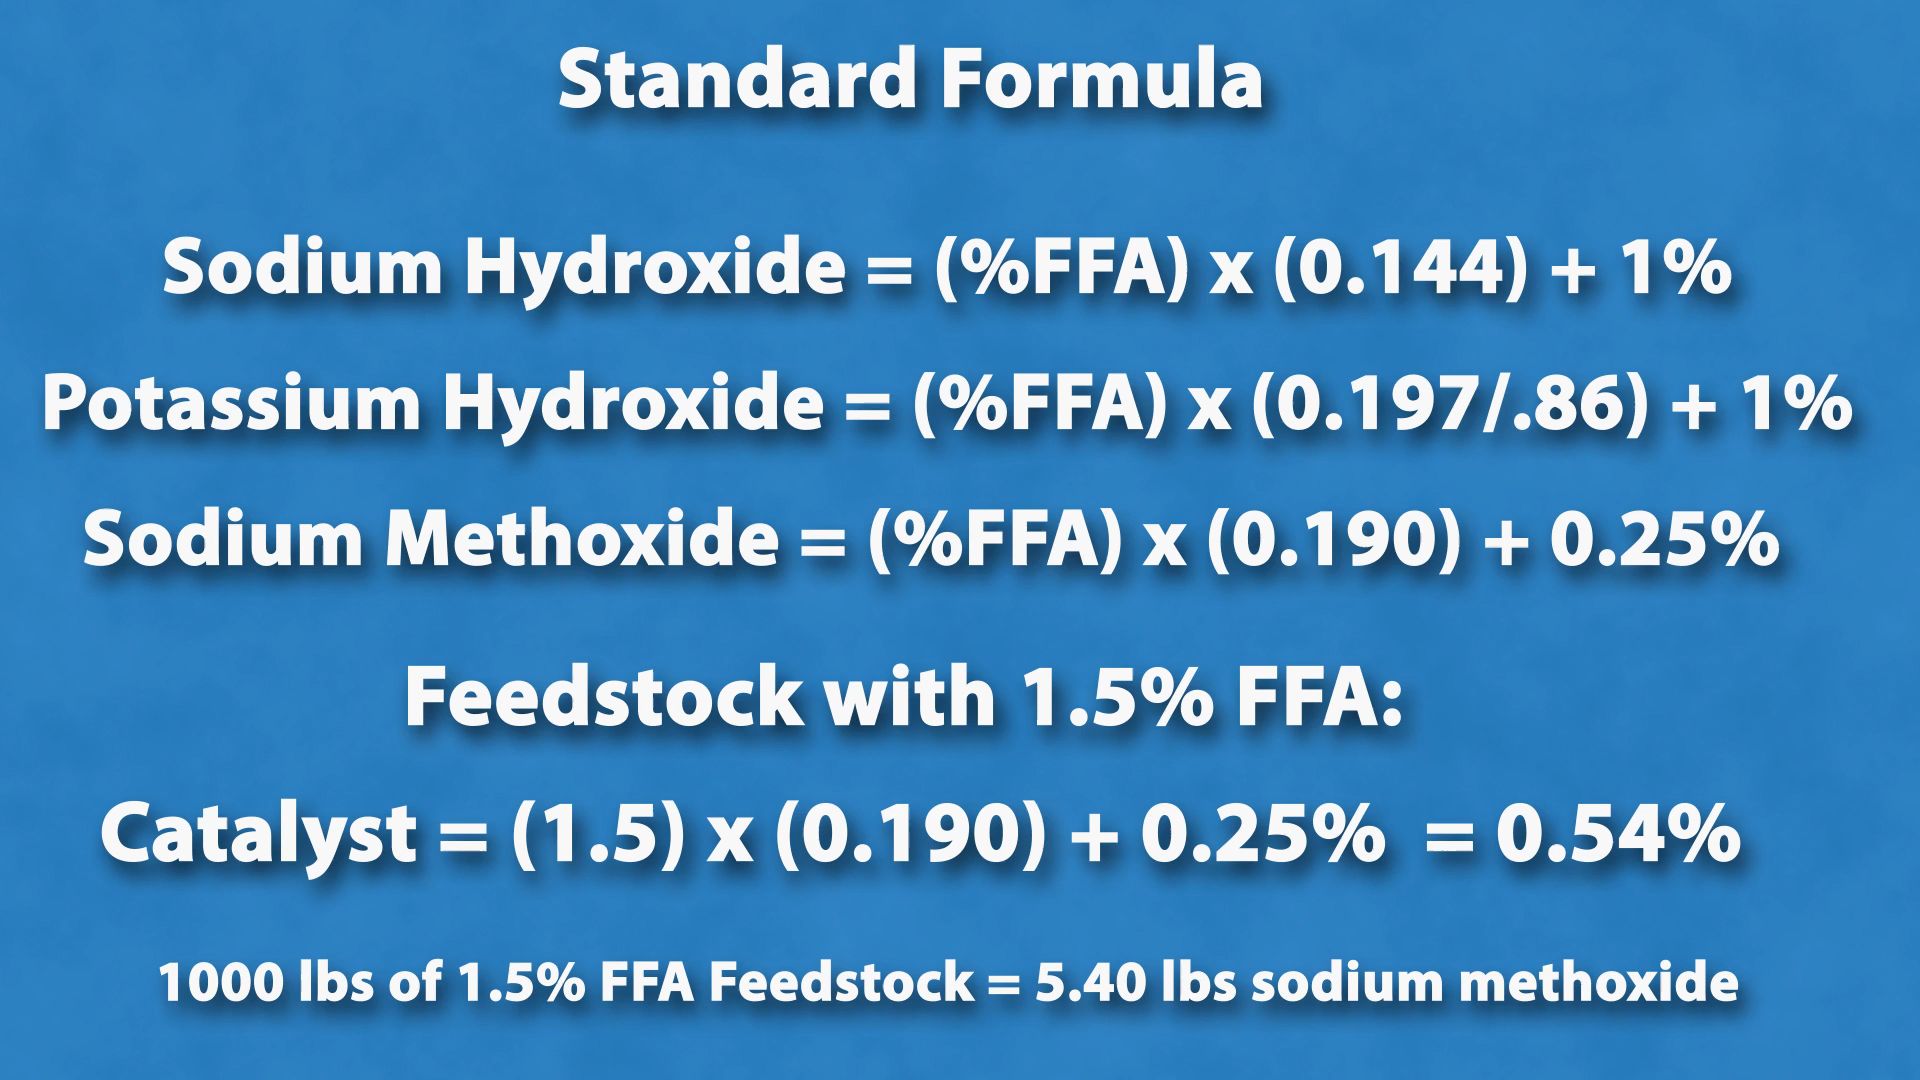 Standard Formula
Sodium Hydroxide = (%FFA) x (0.144) + 1%
Potassium Hydroxide = (%FFA) x (0.197/.86) + 1%
Sodium Methoxide = (%FFA) x (0.190) + 0.25%
Feedstock with 1.5% FFA:
Catalyst = (1.5) x (0.190) + 0.25% = 0.54%
1000 lbs of 1.5% FFA Feedstock = 5.40 lbs sodium methoxide